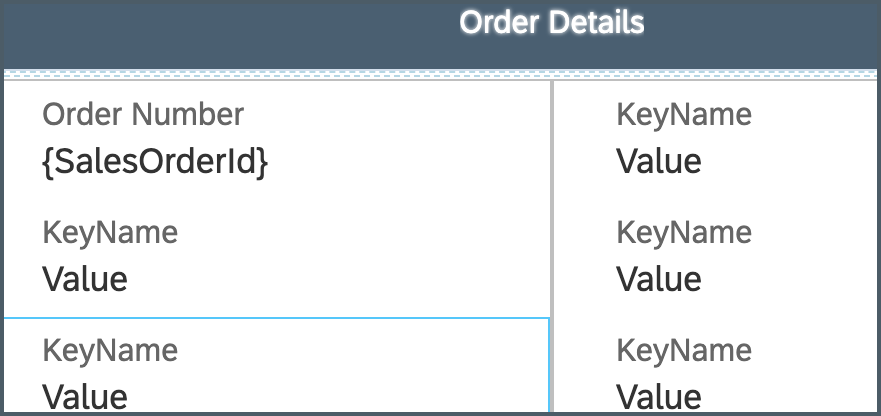 Order Details
Order Number
{SalesOrderId}
KeyName
Value
KeyName
Value
KeyName
Value
KeyName
Value
KeyName
Value